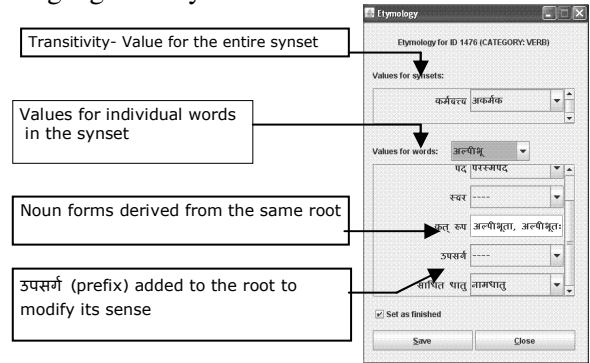 Transitivity- Value for the entire synset
Values for individual words
in the synset
Noun forms derived from the same root
उपसर्ग (prefix) added to the root to
modify its sense
Etymology
Etymology for ID 1476 (CATEGORY: VERB)
Values for synsets:
कर्मवत्त्व अकर्मक
Values for words: अल्पीभू
पद परस्मैपद
स्वर ----
कृत् रूप अल्पीभूता, अल्पीभूतः
उपसर्ग ----
साधित धातु नामधातु
Set as finished
Save Close